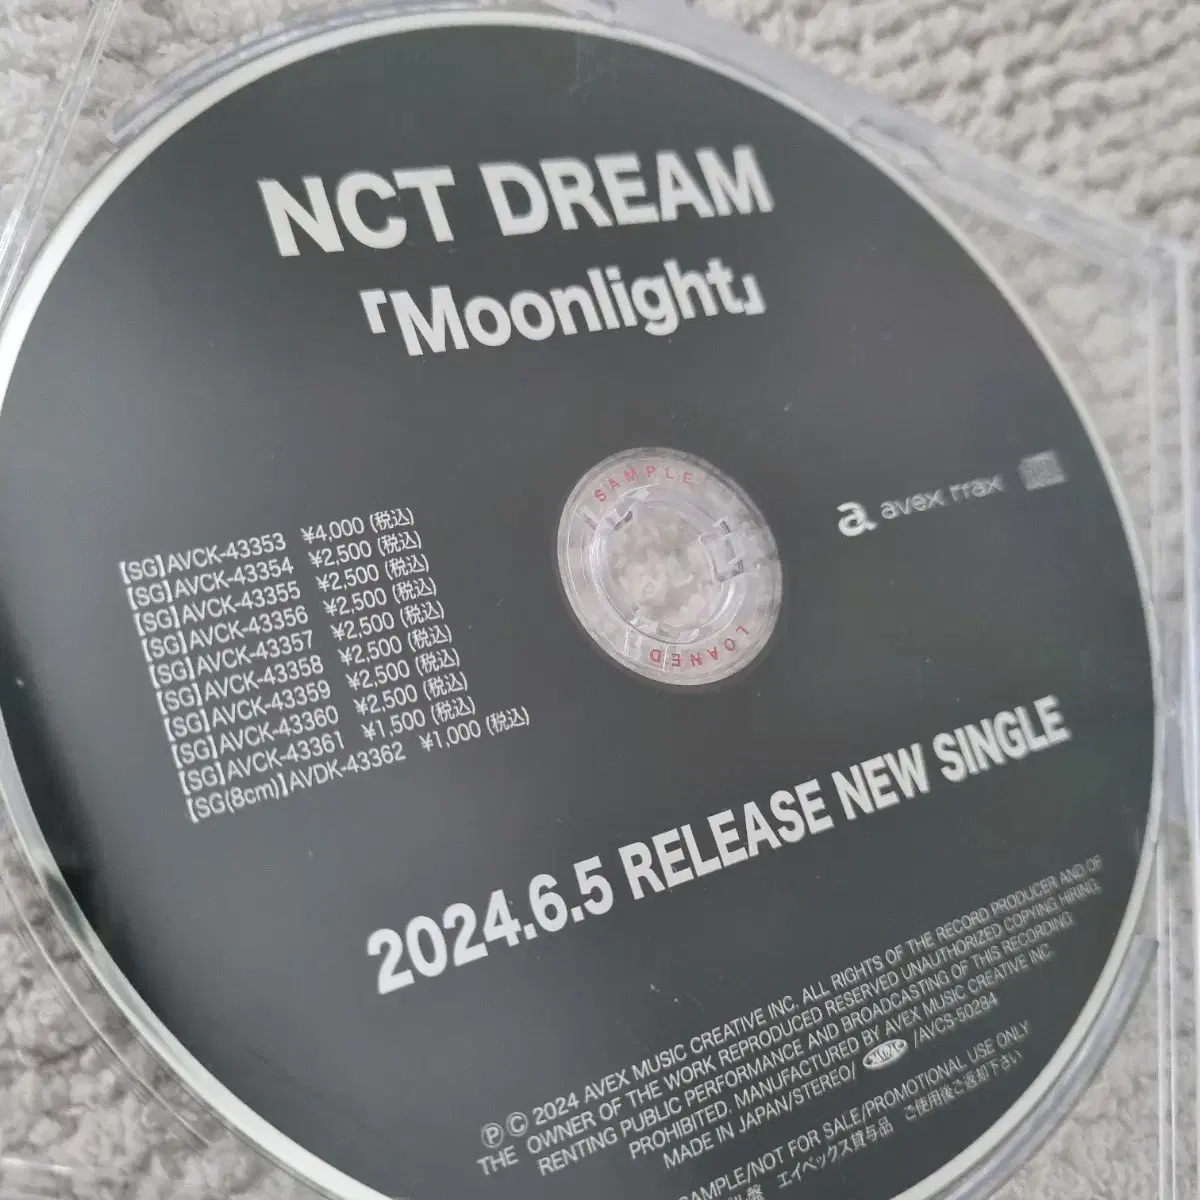 NCT DREAM
「Moonlight」
SAMPLE
LOANED
avex trax
【SG】AVCK-43353 ¥4,000 (税込)
【SG】AVCK-43354 ¥2,500 (税込)
【SG】AVCK-43355 ¥2,500 (税込)
【SG】AVCK-43356 ¥2,500 (税込)
【SG】AVCK-43357 ¥2,500 (税込)
【SG】AVCK-43358 ¥2,500 (税込)
【SG】AVCK-43359 ¥2,500 (税込)
【SG】AVCK-43360 ¥2,500 (税込)
【SG】AVCK-43361 ¥1,500 (税込)
【SG(8cm)】AVDK-43362 ¥1,000 (税込)
2024.6.5 RELEASE NEW SINGLE
Ⓟ © 2024 AVEX MUSIC CREATIVE INC. ALL RIGHTS OF THE RECORD PRODUCER AND OF
THE OWNER OF THE WORK REPRODUCED RESERVED UNAUTHORIZED COPYING HIRING,
RENTING PUBLIC PERFORMANCE AND BROADCASTING OF THIS RECORDING
PROHIBITED. MANUFACTURED BY AVEX MUSIC CREATIVE INC.
MADE IN JAPAN/STEREO/ /AVCS-50284
SAMPLE/NOT FOR SALE/PROMOTIONAL USE ONLY
盤 エイベックス貸与品 ご使用後ご返却下さい